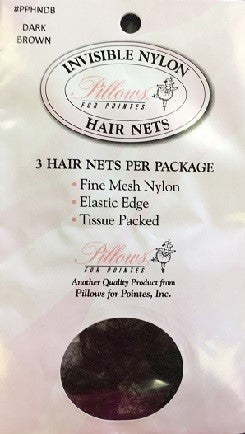 #PPHNDB
DARK
BROWN
INVISIBLE NYLON
Pillows
FOR POINTES
HAIR NETS
3 HAIR NETS PER PACKAGE
• Fine Mesh Nylon
• Elastic Edge
• Tissue Packed
Pillows
FOR POINTES
Another Quality Product from
Pillows for Pointes, Inc.